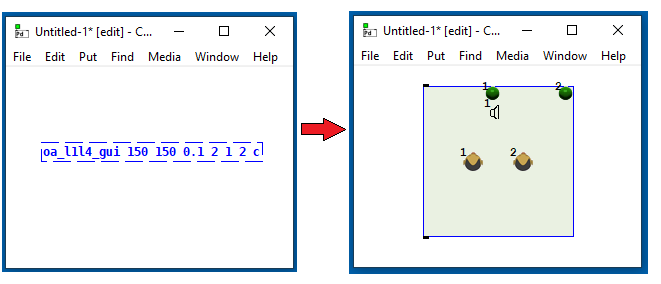 Untitled-1* [edit] - C...
File Edit Put Find Media Window Help
oa_l1l4_gui 150 150 0.1 2 1 2 c
Untitled-1* [edit] - C...
File Edit Put Find Media Window Help
1 2
1
1 2